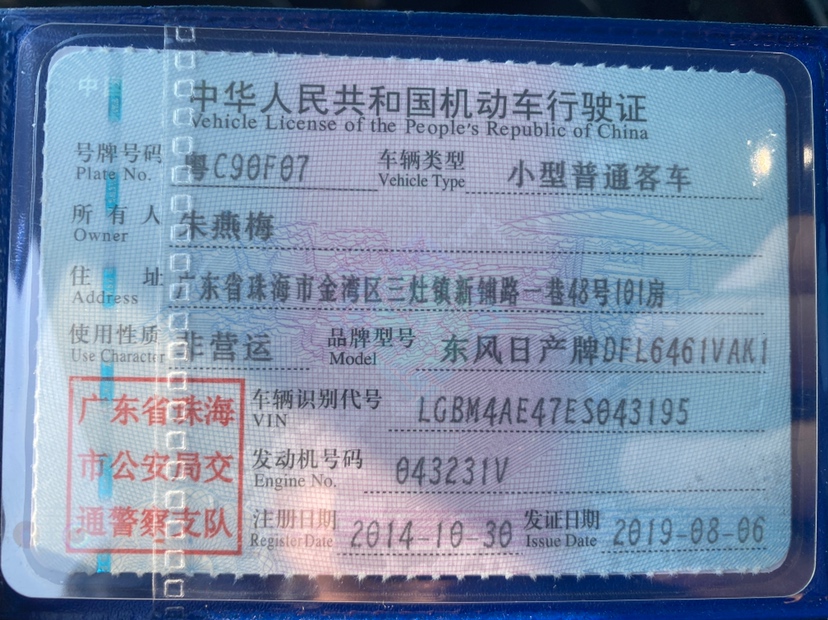 中华人民共和国机动车行驶证
Vehicle License of the People's Republic of China
号牌号码 粤C90F07 车辆类型 小型普通客车
Plate No. Vehicle Type
所有人 朱燕梅
Owner
住址 广东省珠海市金湾区三灶镇新铺路一巷48号101房
Address
使用性质 非营运 品牌型号 东风日产牌DFL6461VAK1
Use Character Model
车辆识别代号 LGBM4AE47ES043195
VIN
发动机号码 043231V
Engine No.
注册日期 2014-10-30 发证日期 2019-08-06
Register Date Issue Date
广东省珠海
市公安局交
通警察支队